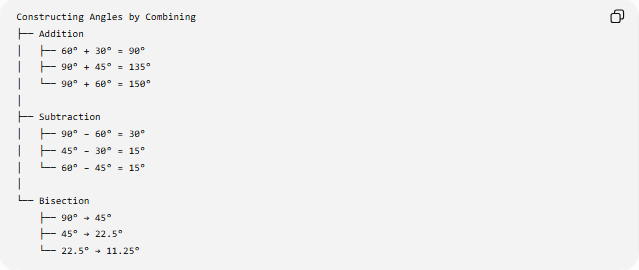 Constructing Angles by Combining
├── Addition
│   ├── 60° + 30° = 90°
│   ├── 90° + 45° = 135°
│   └── 90° + 60° = 150°
│
├── Subtraction
│   ├── 90° – 60° = 30°
│   ├── 45° – 30° = 15°
│   └── 60° – 45° = 15°
│
└── Bisection
    ├── 90° → 45°
    ├── 45° → 22.5°
    └── 22.5° → 11.25°